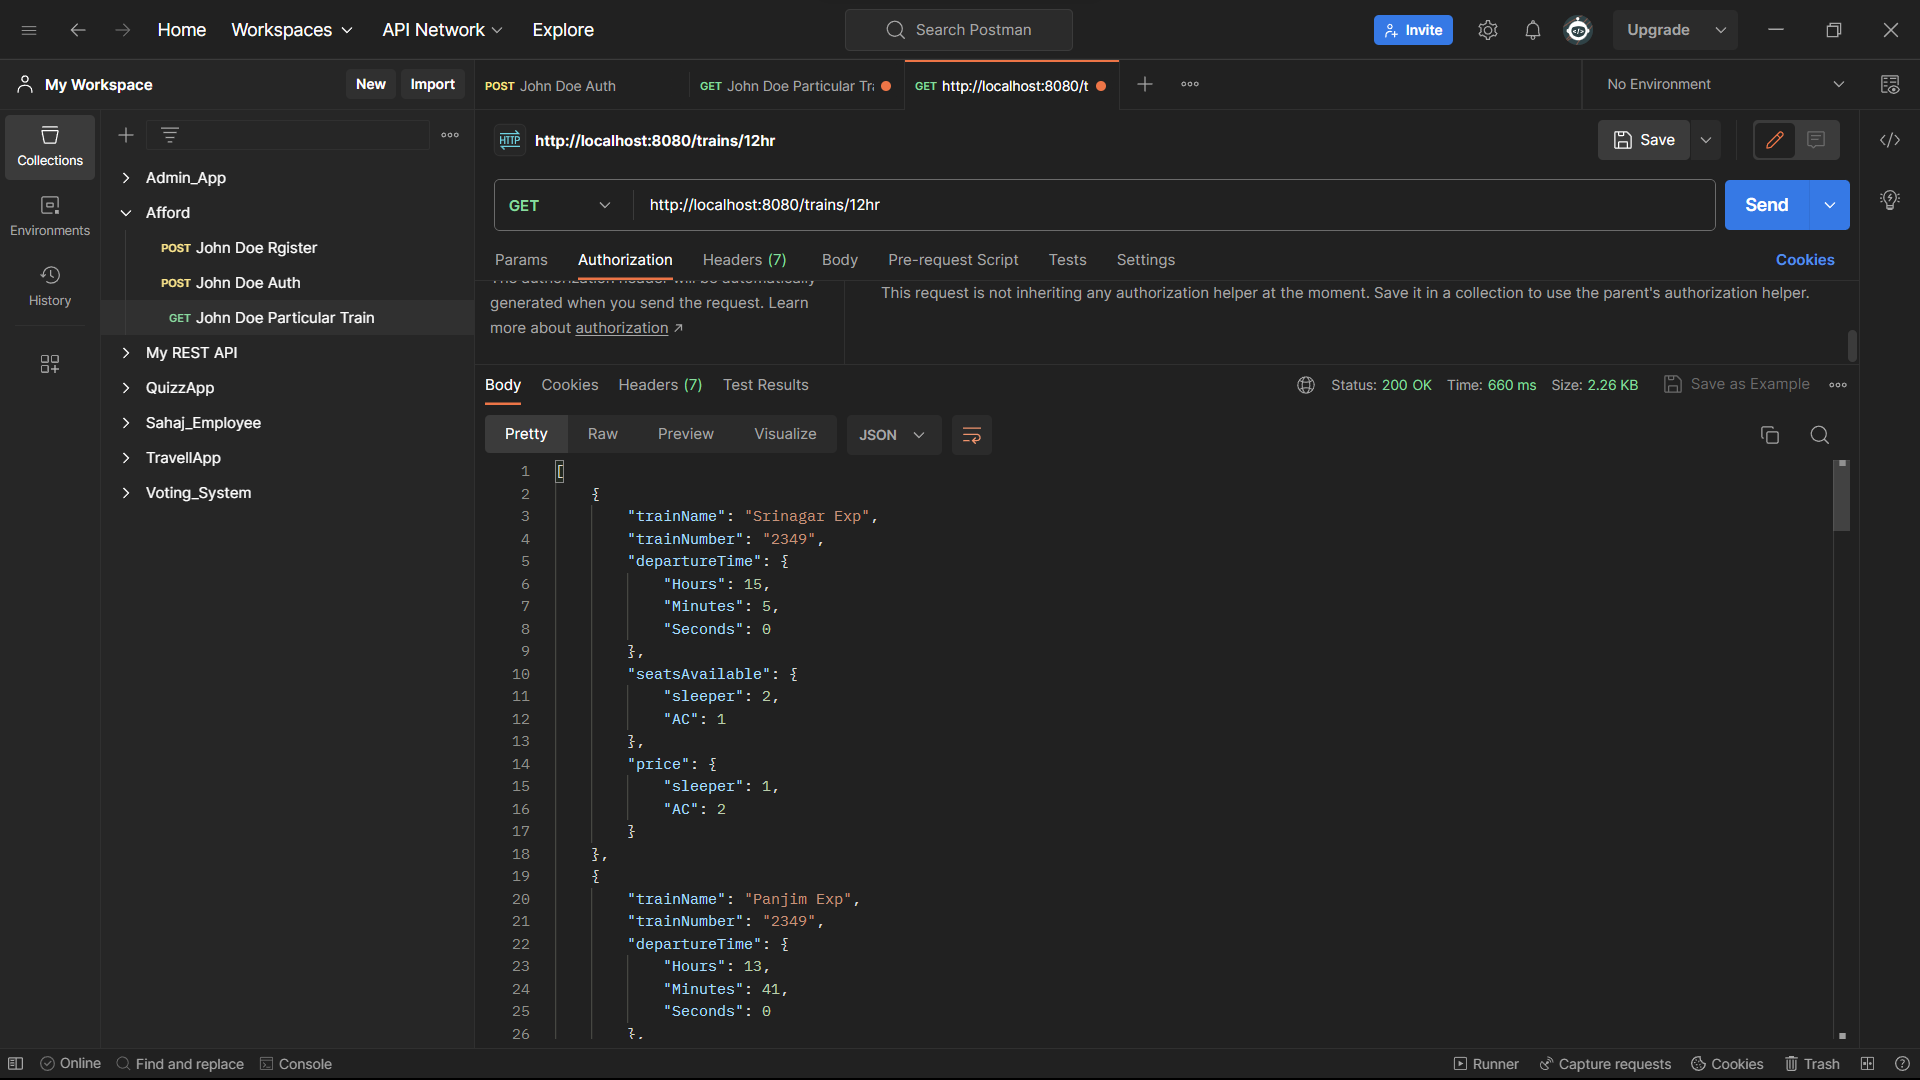 Home Workspaces API Network Explore Search Postman Invite Upgrade
My Workspace New Import
POST John Doe Auth GET John Doe Particular Tra GET http://localhost:8080/t No Environment
Collections
Environments
History
Admin_App
Afford
POST John Doe Rgister
POST John Doe Auth
GET John Doe Particular Train
My REST API
QuizzApp
Sahaj_Employee
TravellApp
Voting_System
HTTP http://localhost:8080/trains/12hr Save
GET http://localhost:8080/trains/12hr Send
Params Authorization Headers (7) Body Pre-request Script Tests Settings Cookies
The authorization header will be automatically
generated when you send the request. Learn
more about authorization ↗
This request is not inheriting any authorization helper at the moment. Save it in a collection to use the parent's authorization helper.
Body Cookies Headers (7) Test Results Status: 200 OK Time: 660 ms Size: 2.26 KB Save as Example
Pretty Raw Preview Visualize JSON
1 [
2 {
3 "trainName": "Srinagar Exp",
4 "trainNumber": "2349",
5 "departureTime": {
6 "Hours": 15,
7 "Minutes": 5,
8 "Seconds": 0
9 },
10 "seatsAvailable": {
11 "sleeper": 2,
12 "AC": 1
13 },
14 "price": {
15 "sleeper": 1,
16 "AC": 2
17 }
18 },
19 {
20 "trainName": "Panjim Exp",
21 "trainNumber": "2349",
22 "departureTime": {
23 "Hours": 13,
24 "Minutes": 41,
25 "Seconds": 0
26 },
Online Find and replace Console Runner Capture requests Cookies Trash